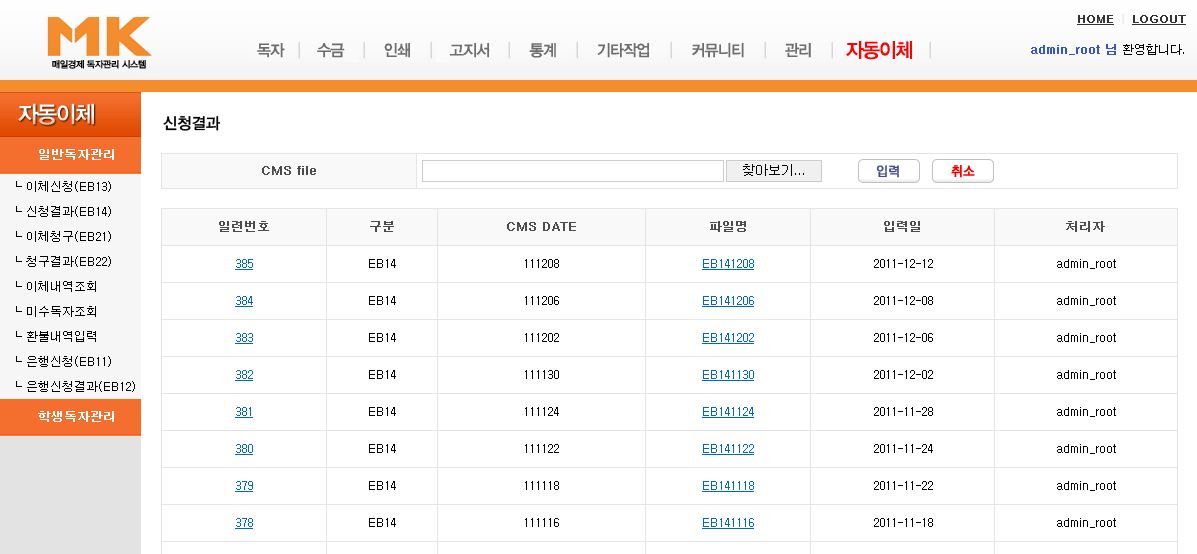 HOME | LOGOUT
MK
매일경제 독자관리 시스템
독자 | 수금 | 인쇄 | 고지서 | 통계 | 기타작업 | 커뮤니티 | 관리 | 자동이체 |
admin_root 님 환영합니다.
자동이체
일반독자관리
└ 이체신청(EB13)
└ 신청결과(EB14)
└ 이체청구(EB21)
└ 청구결과(EB22)
└ 이체내역조회
└ 미수독자조회
└ 환불내역입력
└ 은행신청(EB11)
└ 은행신청결과(EB12)
학생독자관리
신청결과
CMS file 찾아보기... 입력 취소
일련번호 구분 CMS DATE 파일명 입력일 처리자
385 EB14 111208 EB141208 2011-12-12 admin_root
384 EB14 111206 EB141206 2011-12-08 admin_root
383 EB14 111202 EB141202 2011-12-06 admin_root
382 EB14 111130 EB141130 2011-12-02 admin_root
381 EB14 111124 EB141124 2011-11-28 admin_root
380 EB14 111122 EB141122 2011-11-24 admin_root
379 EB14 111118 EB141118 2011-11-22 admin_root
378 EB14 111116 EB141116 2011-11-18 admin_root